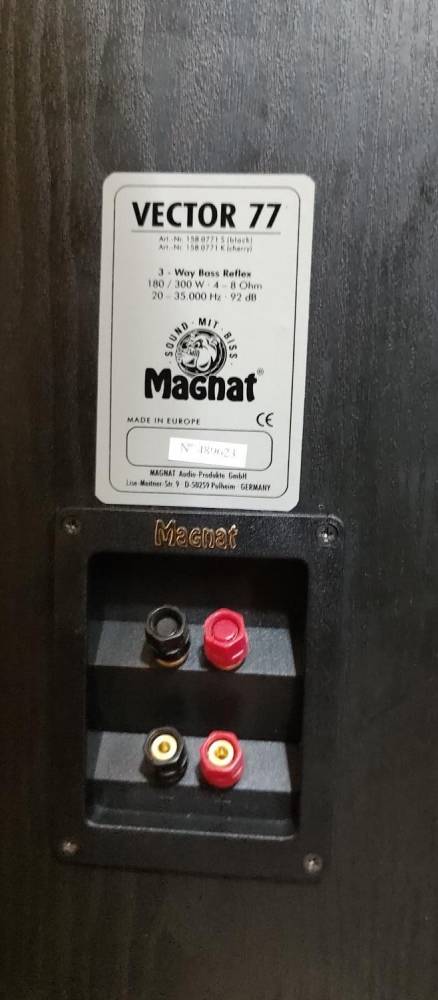 VECTOR 77
Art.-Nr. 158 0771 S (black)
Art.-Nr. 158 0771 K (cherry)
3 - Way Bass Reflex
180 / 300 W · 4 – 8 Ohm
20 – 35.000 Hz · 92 dB
· SOUND · MIT · BISS ·
Magnat®
MADE IN EUROPE CE
Nº 489623
MAGNAT Audio-Produkte GmbH
Lise-Meitner-Str. 9 · D-50259 Pulheim · GERMANY
Magnat